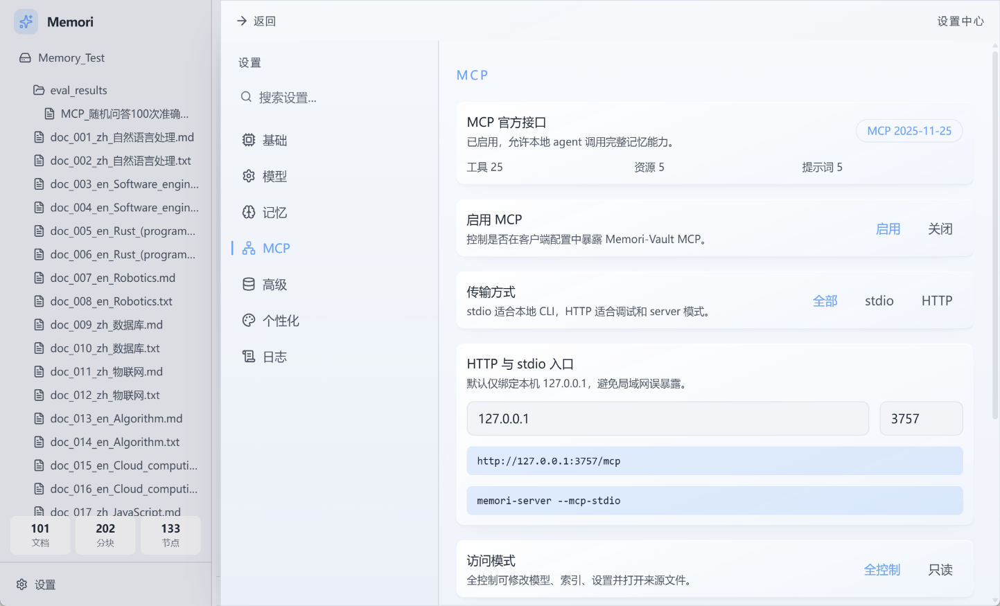 Memori
Memory_Test
eval_results
MCP_随机问答100次准确...
doc_001_zh_自然语言处理.md
doc_002_zh_自然语言处理.txt
doc_003_en_Software_engin...
doc_004_en_Software_engin...
doc_005_en_Rust_(program...
doc_006_en_Rust_(program...
doc_007_en_Robotics.md
doc_008_en_Robotics.txt
doc_009_zh_数据库.md
doc_010_zh_数据库.txt
doc_011_zh_物联网.md
doc_012_zh_物联网.txt
doc_013_en_Algorithm.md
doc_014_en_Algorithm.txt
doc_015_en_Cloud_computi...
doc_016_en_Cloud_computi...
doc_017_zh_JavaScript.md
101 202 133
文档 分块 节点
设置
返回
设置中心
设置
搜索设置...
基础
模型
记忆
MCP
高级
个性化
日志
MCP
MCP 官方接口
已启用，允许本地 agent 调用完整记忆能力。
MCP 2025-11-25
工具 25 资源 5 提示词 5
启用 MCP
控制是否在客户端配置中暴露 Memori-Vault MCP。
启用 关闭
传输方式
stdio 适合本地 CLI，HTTP 适合调试和 server 模式。
全部 stdio HTTP
HTTP 与 stdio 入口
默认仅绑定本机 127.0.0.1，避免局域网误暴露。
127.0.0.1 3757
http://127.0.0.1:3757/mcp
memori-server --mcp-stdio
访问模式
全控制可修改模型、索引、设置并打开来源文件。
全控制 只读